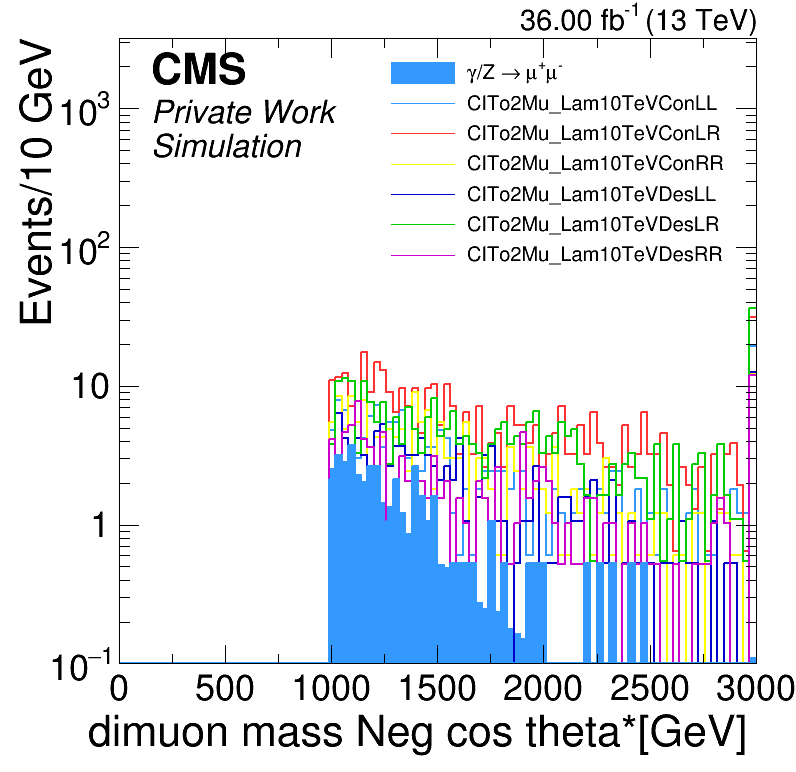 36.00 fb⁻¹ (13 TeV)
CMS
Private Work
Simulation
γ/Z → μ⁺μ⁻
CITo2Mu_Lam10TeVConLL
CITo2Mu_Lam10TeVConLR
CITo2Mu_Lam10TeVConRR
CITo2Mu_Lam10TeVDesLL
CITo2Mu_Lam10TeVDesLR
CITo2Mu_Lam10TeVDesRR
Events/10 GeV
10³
10²
10
1
10⁻¹
0 500 1000 1500 2000 2500 3000
dimuon mass Neg cos theta*[GeV]